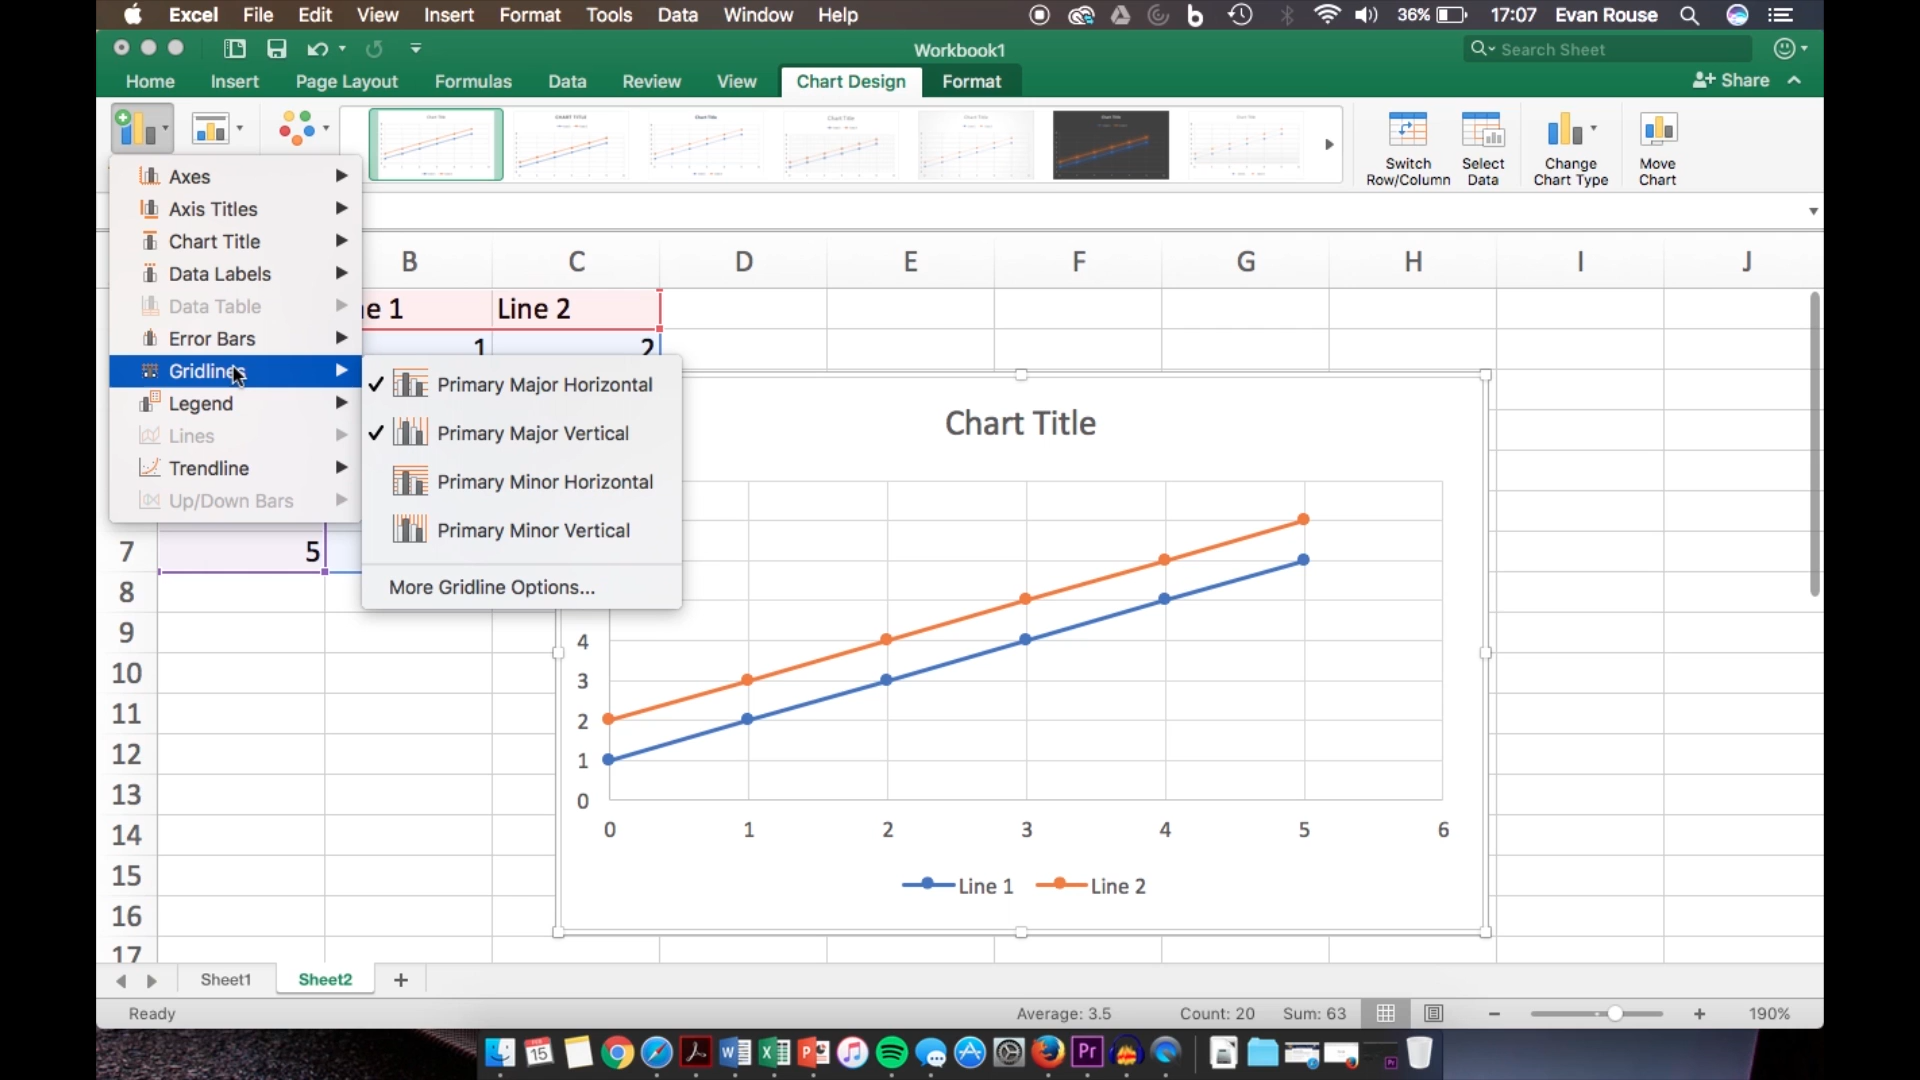 Excel File Edit View Insert Format Tools Data Window Help 36% 17:07 Evan Rouse
Workbook1
Search Sheet
Home Insert Page Layout Formulas Data Review View Chart Design Format Share
Switch Row/Column
Select Data
Change Chart Type
Move Chart
Axes
Axis Titles
Chart Title
Data Labels
Data Table
Error Bars
Gridlines
Legend
Lines
Trendline
Up/Down Bars
Primary Major Horizontal
Primary Major Vertical
Primary Minor Horizontal
Primary Minor Vertical
More Gridline Options...
B C D E F G H I J
e 1 Line 2
1 2
7 5
8
9
10
11
12
13
14
15
16
17
Chart Title
4
3
2
1
0
0 1 2 3 4 5 6
Line 1 Line 2
Sheet1 Sheet2 +
Ready Average: 3.5 Count: 20 Sum: 63 190%
15
Pr